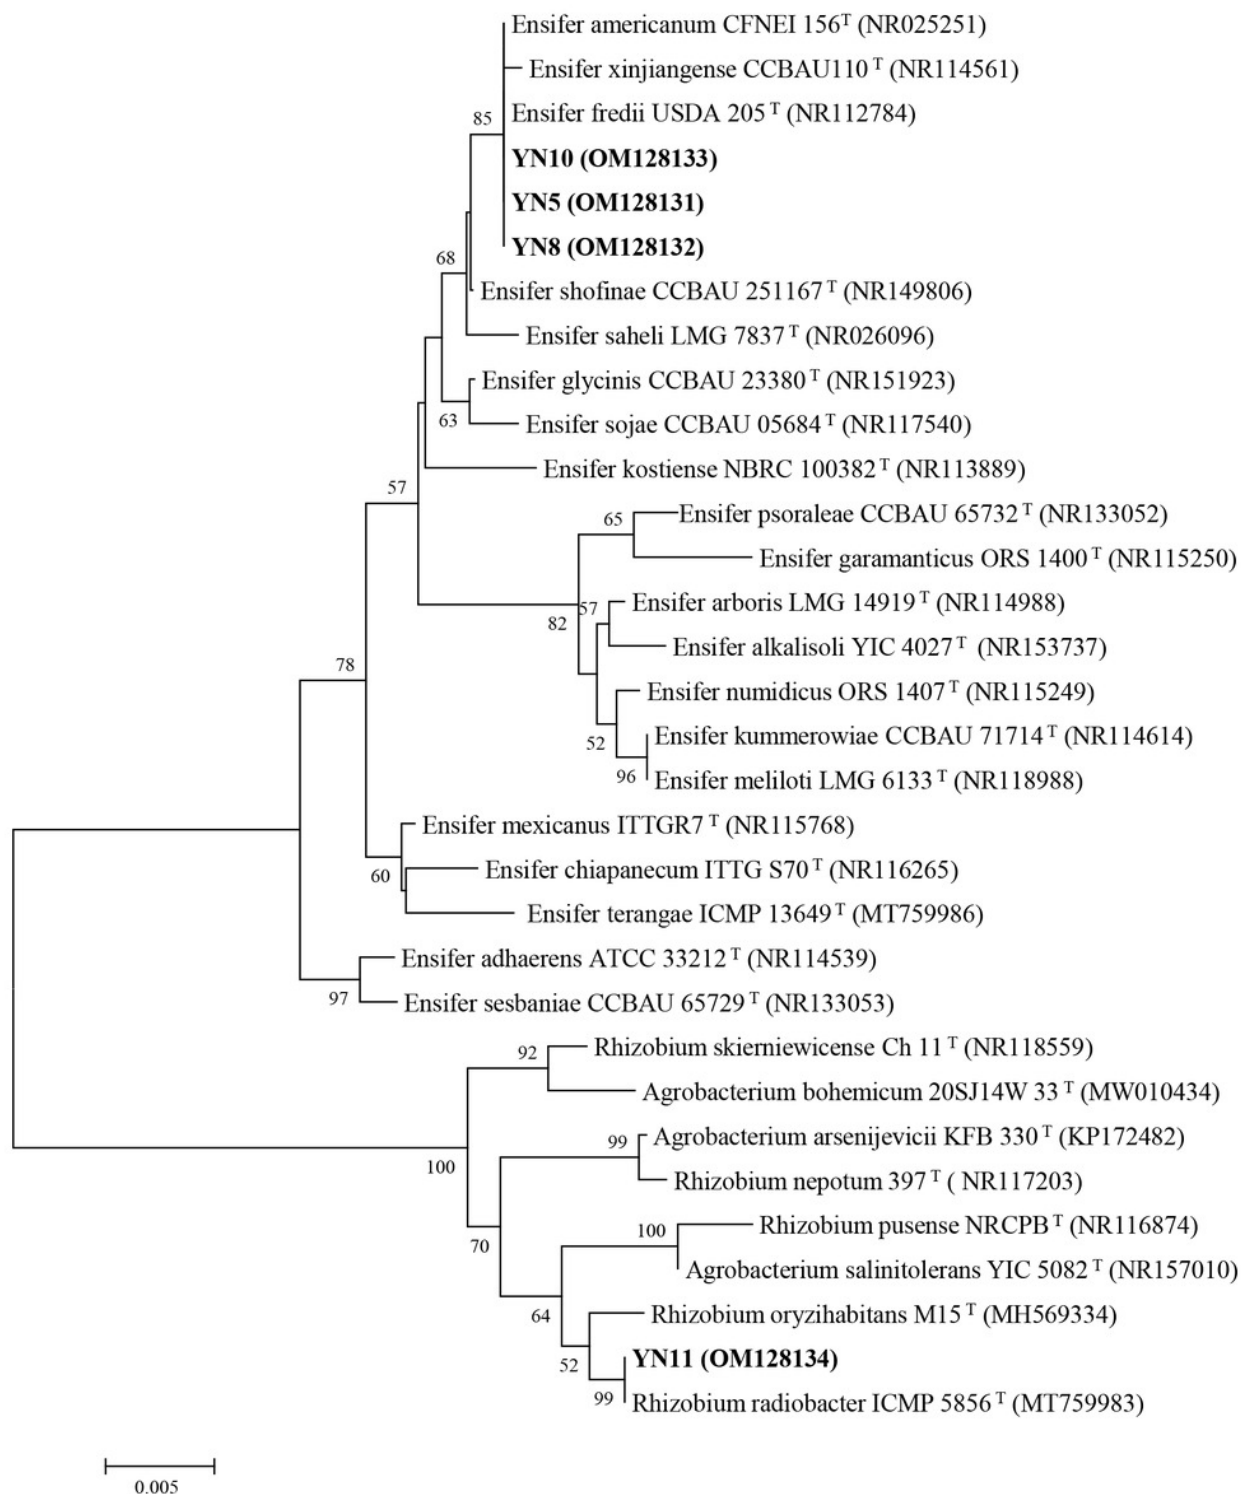 Ensifer americanum CFNEI 156ᵀ (NR025251)
Ensifer xinjiangense CCBAU110 ᵀ (NR114561)
Ensifer fredii USDA 205 ᵀ (NR112784)
85
YN10 (OM128133)
YN5 (OM128131)
YN8 (OM128132)
68
Ensifer shofinae CCBAU 251167 ᵀ (NR149806)
Ensifer saheli LMG 7837 ᵀ (NR026096)
Ensifer glycinis CCBAU 23380 ᵀ (NR151923)
63
Ensifer sojae CCBAU 05684 ᵀ (NR117540)
Ensifer kostiense NBRC 100382 ᵀ (NR113889)
57
65
Ensifer psoraleae CCBAU 65732 ᵀ (NR133052)
Ensifer garamanticus ORS 1400 ᵀ (NR115250)
57
Ensifer arboris LMG 14919 ᵀ (NR114988)
82
Ensifer alkalisoli YIC 4027 ᵀ (NR153737)
78
Ensifer numidicus ORS 1407 ᵀ (NR115249)
52
Ensifer kummerowiae CCBAU 71714 ᵀ (NR114614)
96
Ensifer meliloti LMG 6133 ᵀ (NR118988)
Ensifer mexicanus ITTGR7 ᵀ (NR115768)
60
Ensifer chiapanecum ITTG S70 ᵀ (NR116265)
Ensifer terangae ICMP 13649 ᵀ (MT759986)
Ensifer adhaerens ATCC 33212 ᵀ (NR114539)
97
Ensifer sesbaniae CCBAU 65729 ᵀ (NR133053)
92
Rhizobium skierniewicense Ch 11 ᵀ (NR118559)
Agrobacterium bohemicum 20SJ14W 33 ᵀ (MW010434)
99
Agrobacterium arsenijevicii KFB 330 ᵀ (KP172482)
100
Rhizobium nepotum 397 ᵀ ( NR117203)
100
Rhizobium pusense NRCPB ᵀ (NR116874)
70
Agrobacterium salinitolerans YIC 5082 ᵀ (NR157010)
64
Rhizobium oryzihabitans M15 ᵀ (MH569334)
52
YN11 (OM128134)
99
Rhizobium radiobacter ICMP 5856 ᵀ (MT759983)
0.005